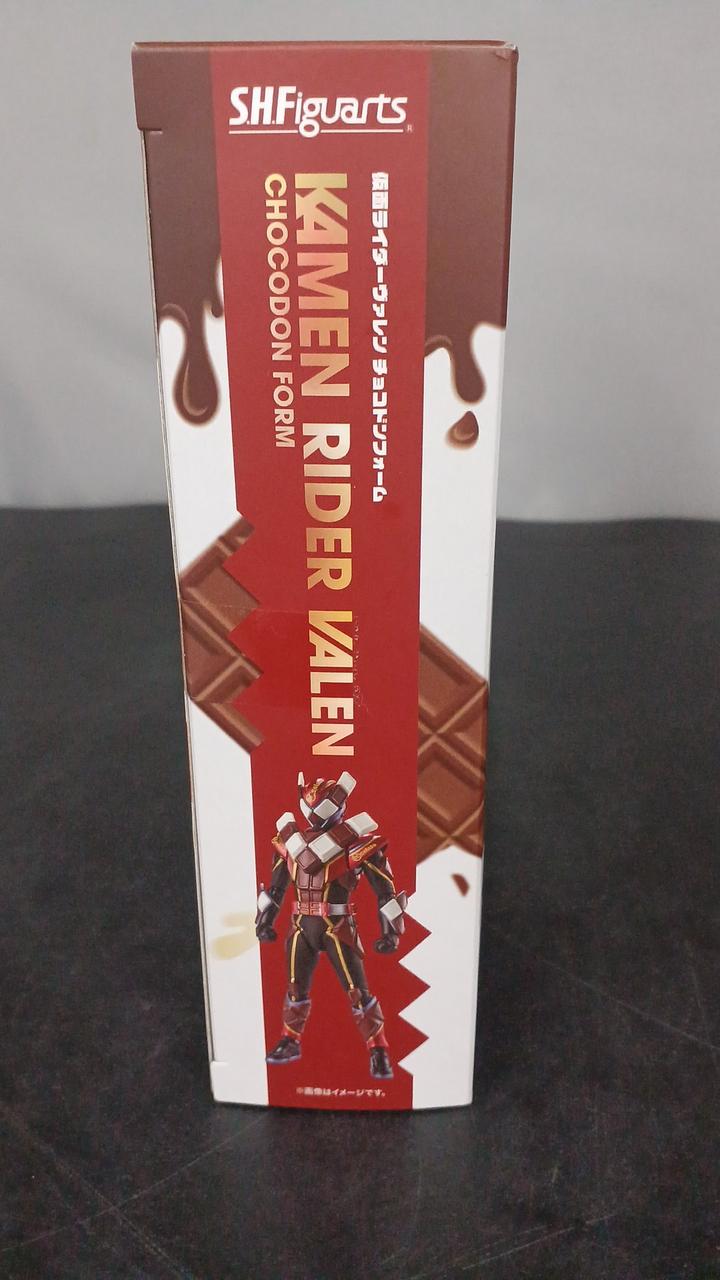 S.H.Figuarts
®
仮面ライダーヴァレン チョコドンフォーム
KAMEN RIDER VALEN
CHOCODON FORM
※画像はイメージです。